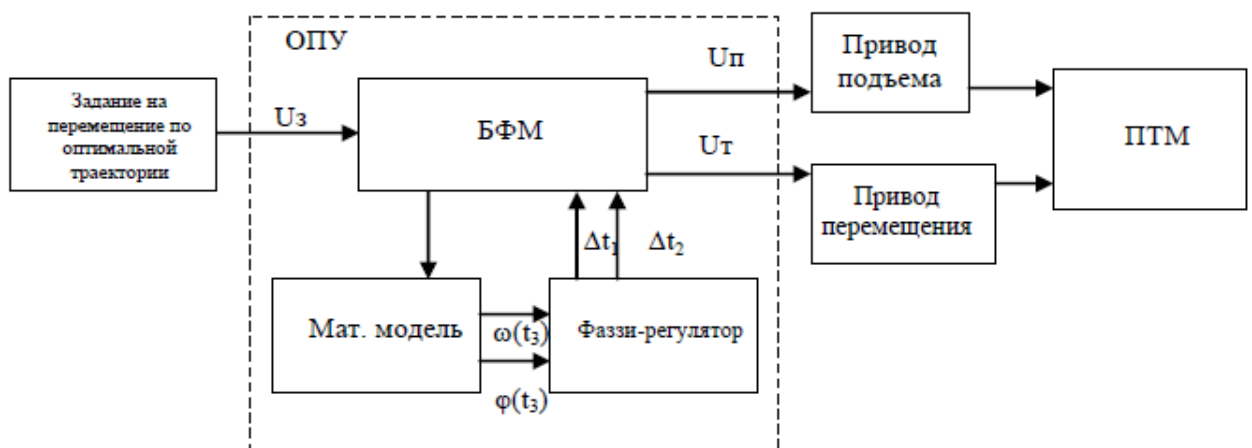 ОПУ
Задание на
перемещение по
оптимальной
траектории
Uз
БФМ
Uп
Uт
Привод
подъема
Привод
перемещения
ПТМ
Δt₁
Δt₂
Мат. модель
ω(t₃)
φ(t₃)
Фаззи-регулятор